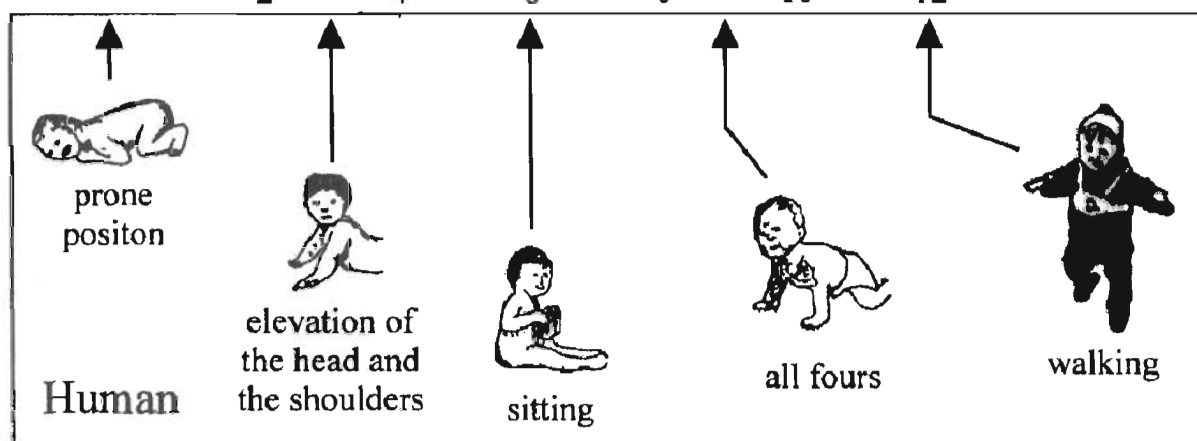 prone
positon
elevation of
the head and
the shoulders
sitting
all fours
walking
Human